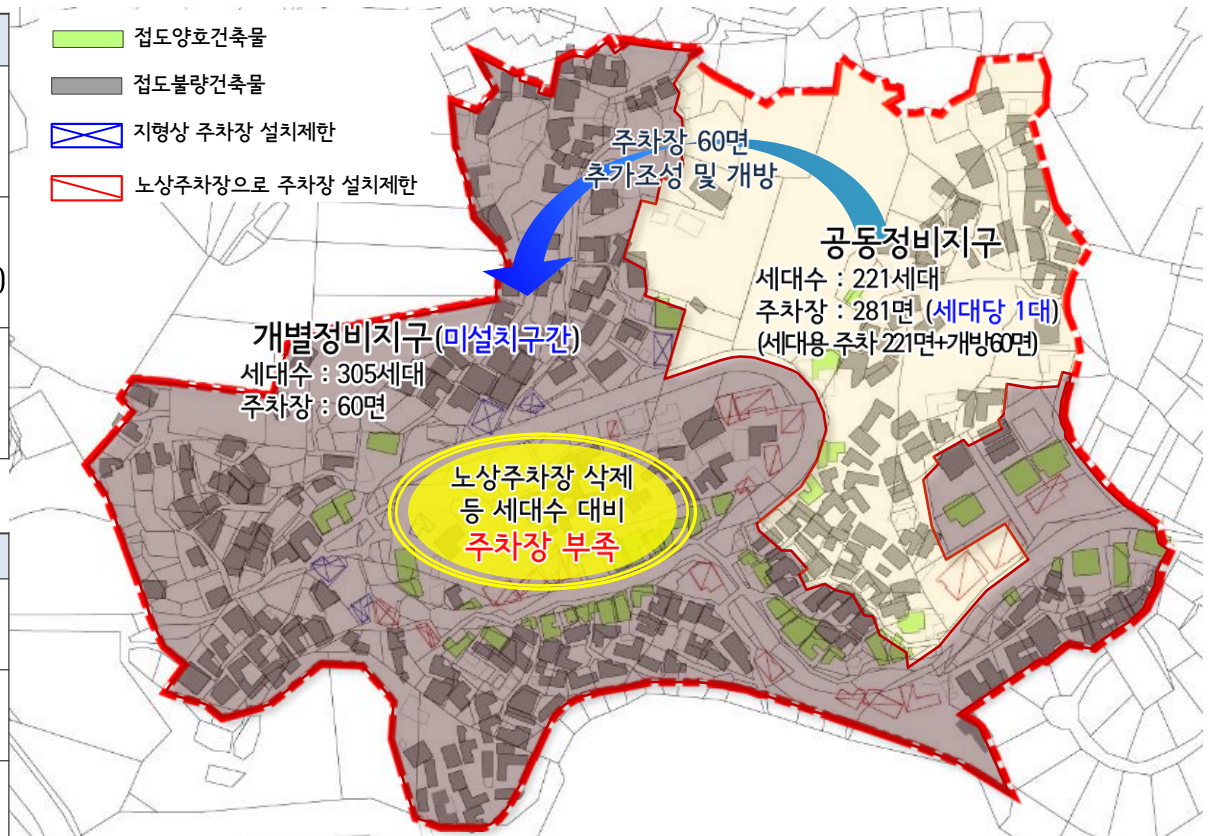 접도양호건축물
접도불량건축물
지형상 주차장 설치제한
노상주차장으로 주차장 설치제한
주차장 60면
추가조성 및 개방
공동정비지구
세대수 : 221세대
주차장 : 281면 (세대당 1대)
(세대용 주차 221면+개방60면)
개별정비지구(미설치구간)
세대수 : 305세대
주차장 : 60면
노상주차장 삭제
등 세대수 대비
주차장 부족
)